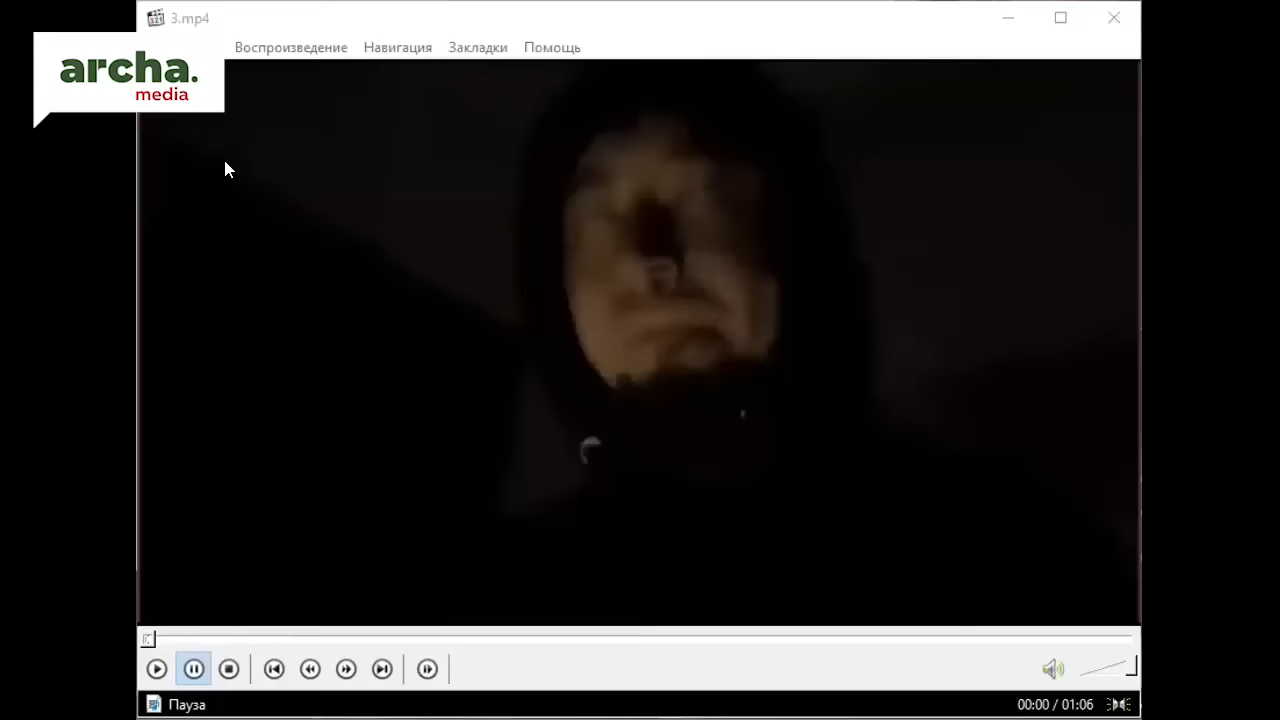 3.mp4
archa.
media
Воспроизведение Навигация Закладки Помощь
Пауза
00:00 / 01:06